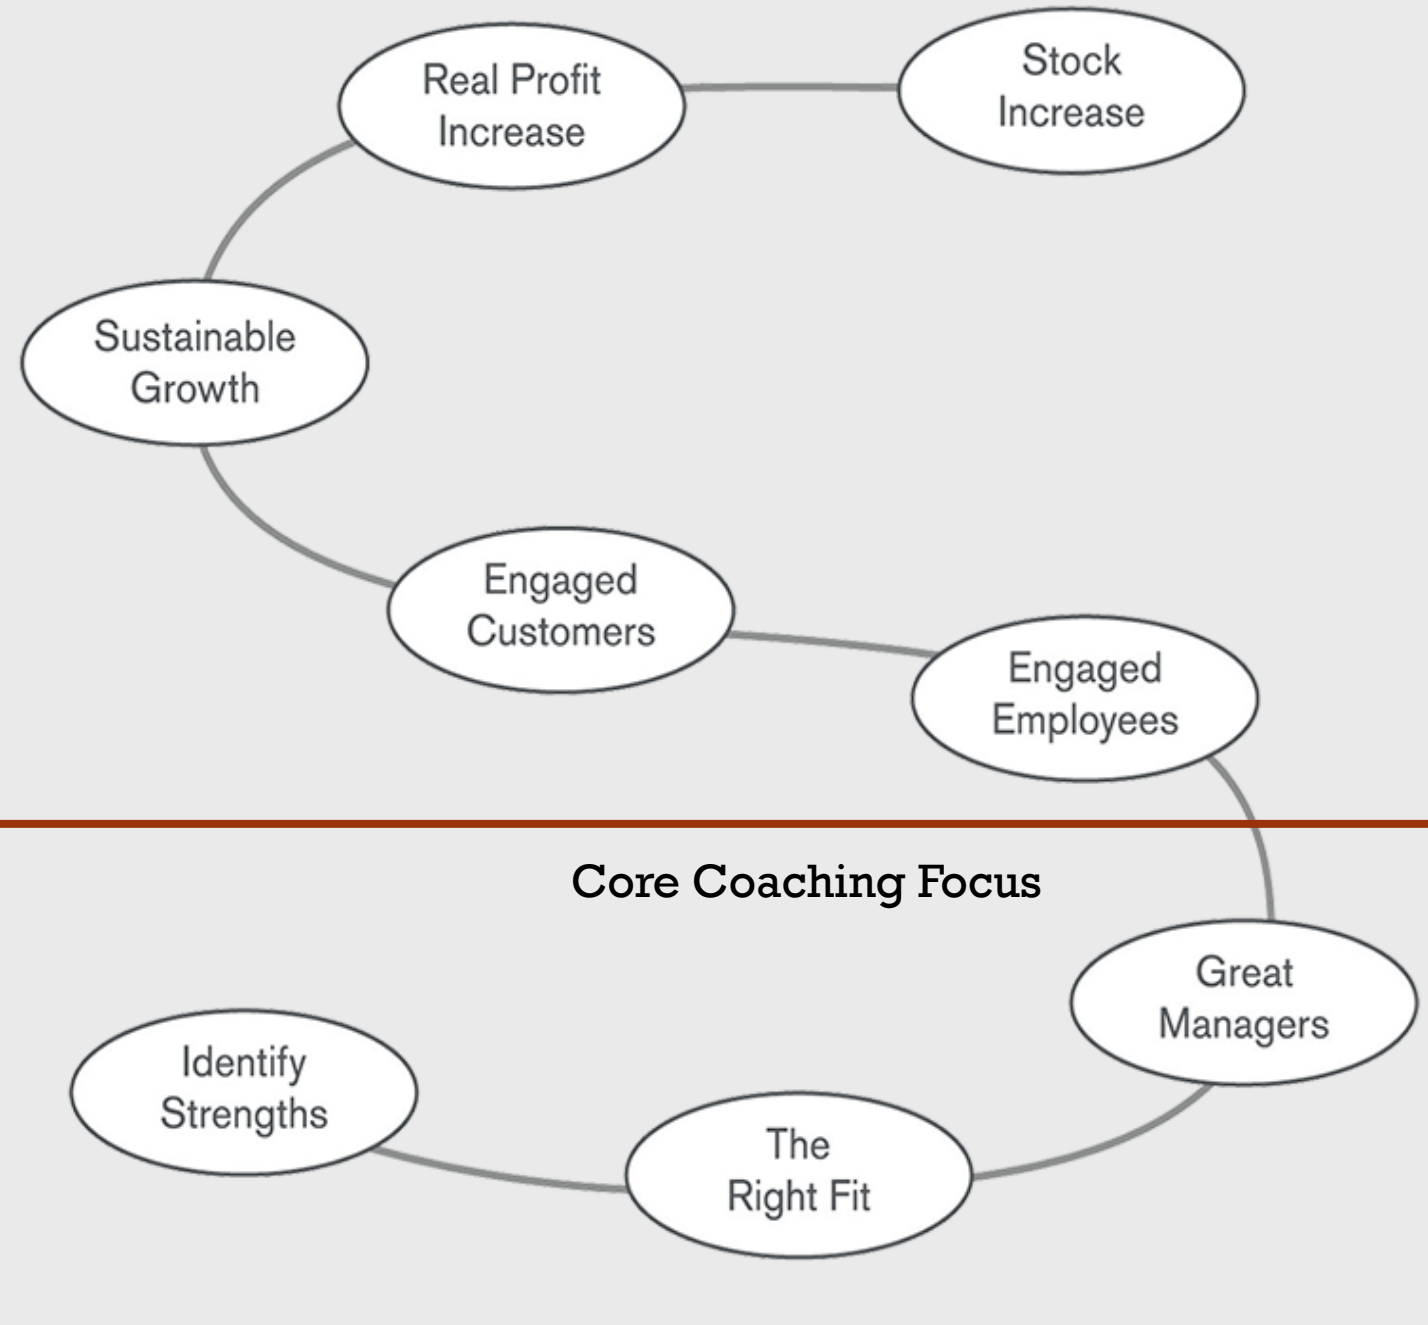 Real Profit
Increase
Stock
Increase
Sustainable
Growth
Engaged
Customers
Engaged
Employees
Core Coaching Focus
Great
Managers
Identify
Strengths
The
Right Fit